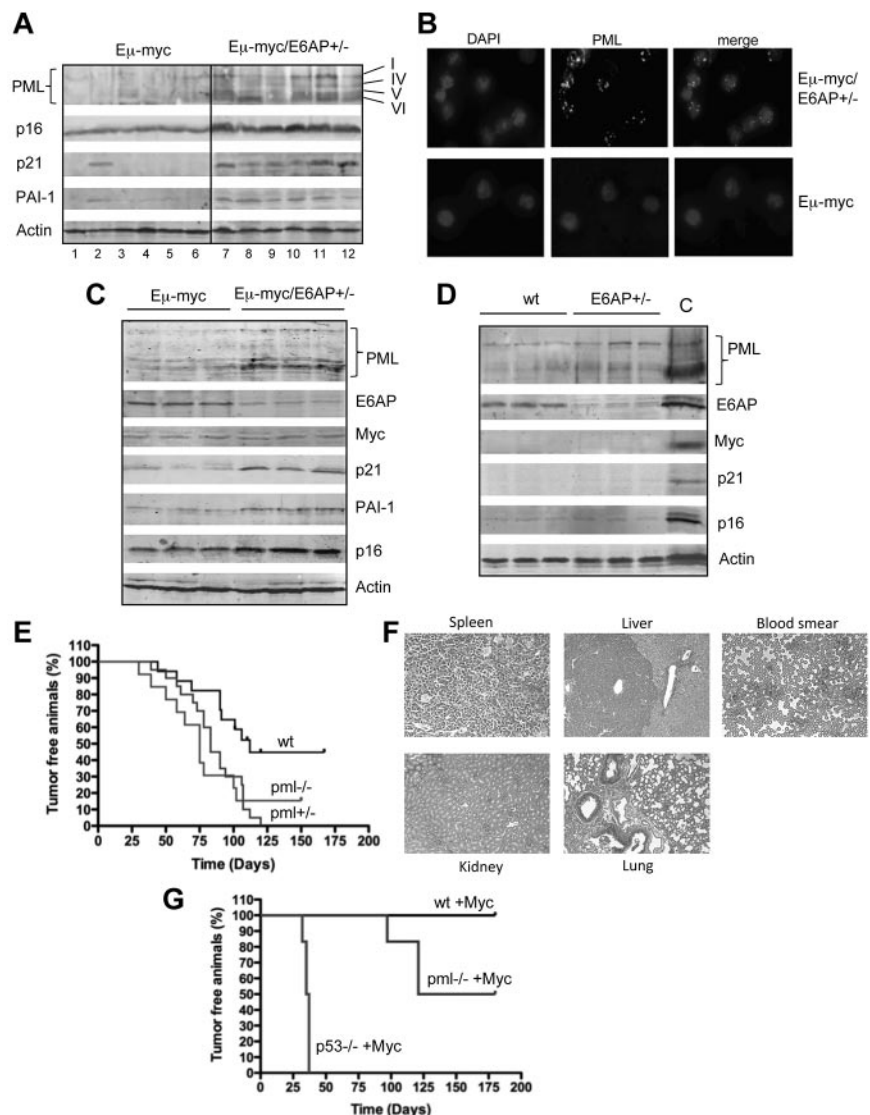 A
Eμ-myc Eμ-myc/E6AP+/-
PML
I
IV
V
VI
p16
p21
PAI-1
Actin
1 2 3 4 5 6 7 8 9 10 11 12
B
DAPI PML merge
Eμ-myc/
E6AP+/-
Eμ-myc
C
Eμ-myc Eμ-myc/E6AP+/-
PML
E6AP
Myc
p21
PAI-1
p16
Actin
D
wt E6AP+/- C
PML
E6AP
Myc
p21
p16
Actin
E
Tumor free animals (%)
110
100
90
80
70
60
50
40
30
20
10
0
wt
pml-/-
pml+/-
0 25 50 75 100 125 150 175 200
Time (Days)
F
Spleen Liver Blood smear
Kidney Lung
G
Tumor free animals (%)
110
100
90
80
70
60
50
40
30
20
10
0
wt +Myc
pml-/- +Myc
p53-/- +Myc
0 25 50 75 100 125 150 175 200
Time (Days)